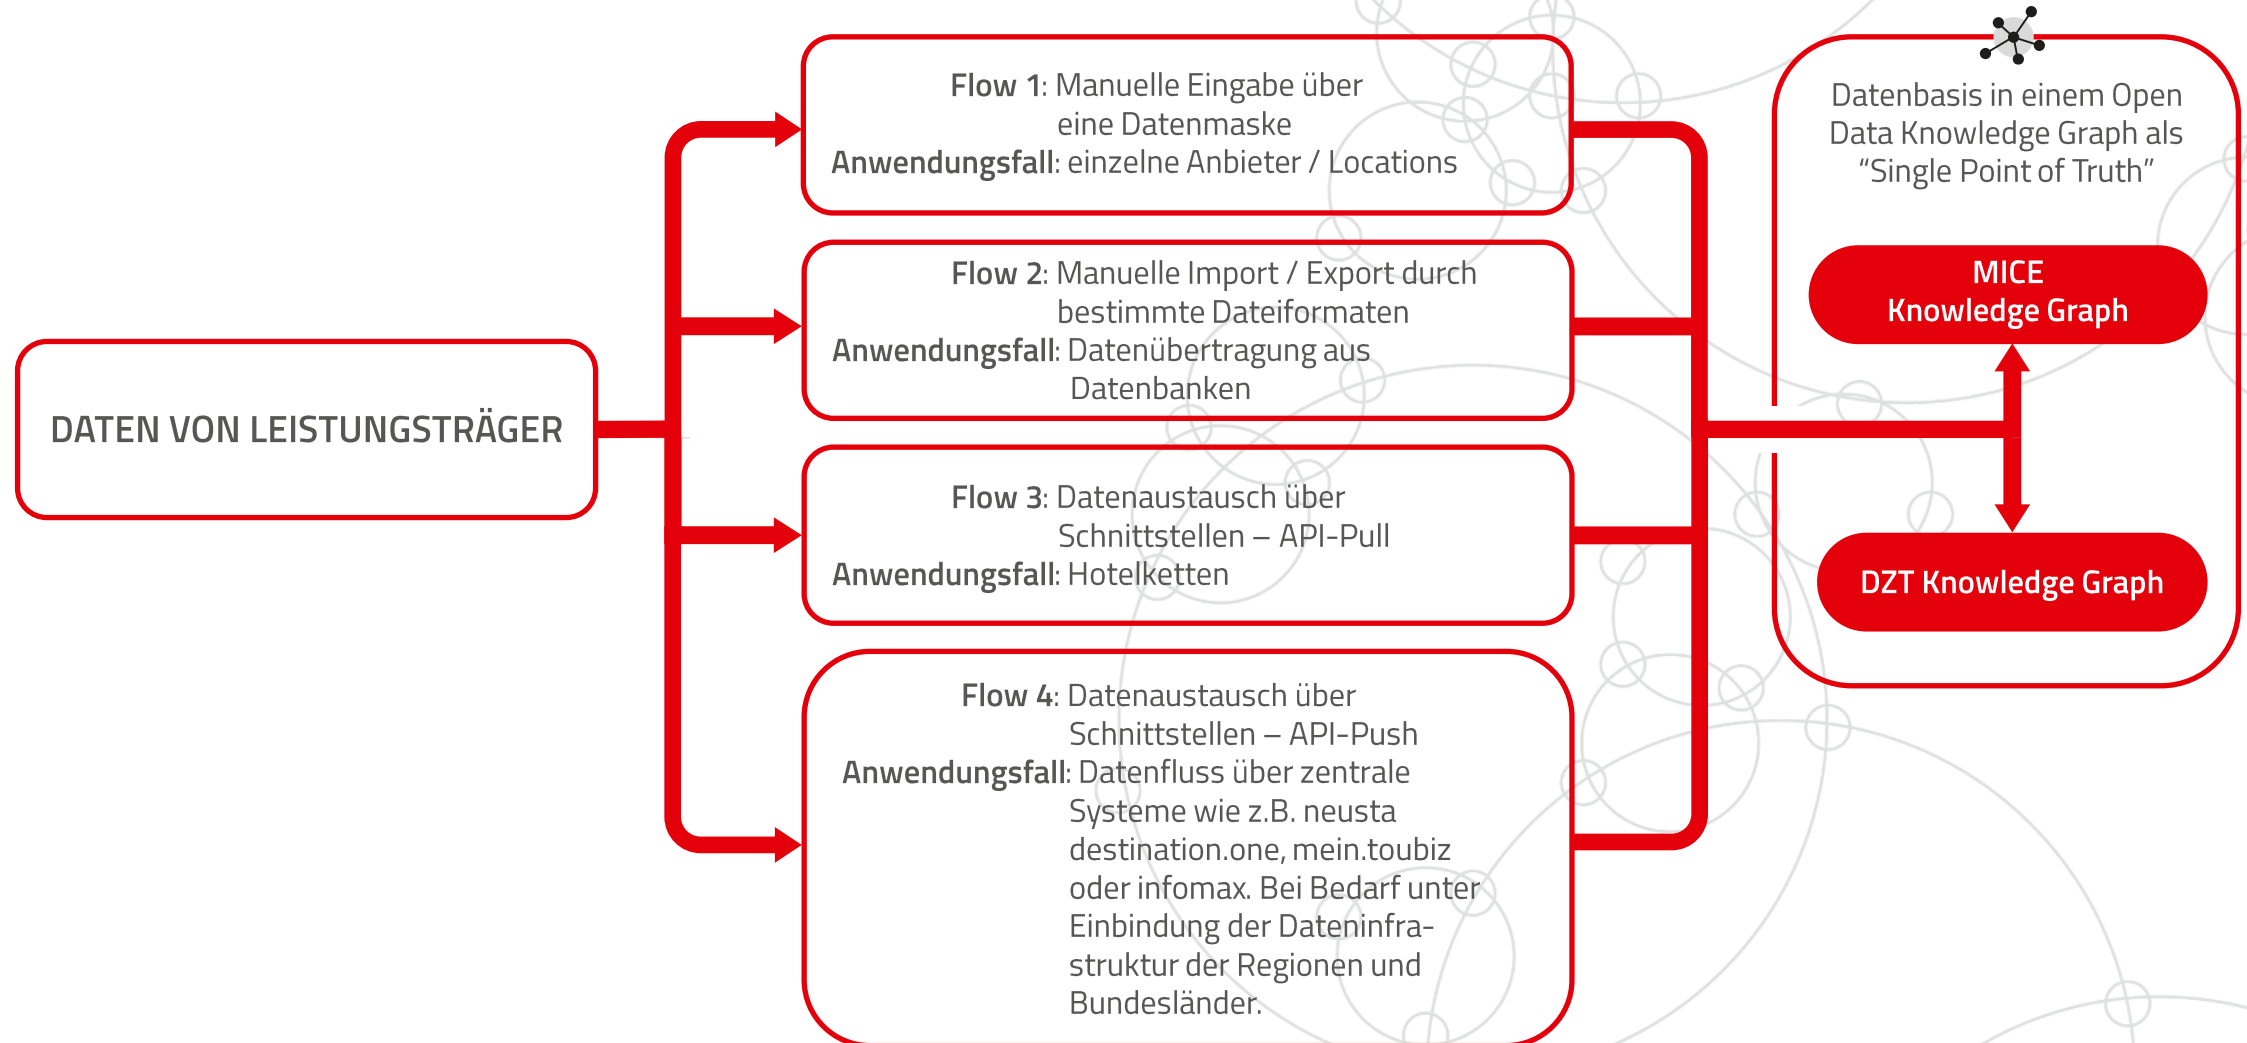 DATEN VON LEISTUNGSTRÄGER
Flow 1: Manuelle Eingabe über
eine Datenmaske
Anwendungsfall: einzelne Anbieter / Locations
Flow 2: Manuelle Import / Export durch
bestimmte Dateiformaten
Anwendungsfall: Datenübertragung aus
Datenbanken
Flow 3: Datenaustausch über
Schnittstellen – API-Pull
Anwendungsfall: Hotelketten
Flow 4: Datenaustausch über
Schnittstellen – API-Push
Anwendungsfall: Datenfluss über zentrale
Systeme wie z.B. neusta
destination.one, mein.toubiz
oder infomax. Bei Bedarf unter
Einbindung der Dateninfra-
struktur der Regionen und
Bundesländer.
Datenbasis in einem Open
Data Knowledge Graph als
“Single Point of Truth”
MICE
Knowledge Graph
DZT Knowledge Graph